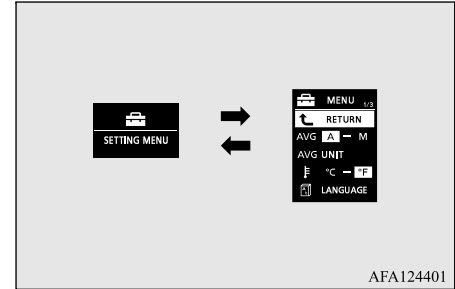 SETTING MENU
MENU 1/3
RETURN
AVG A – M
AVG UNIT
°C – °F
LANGUAGE
AFA124401